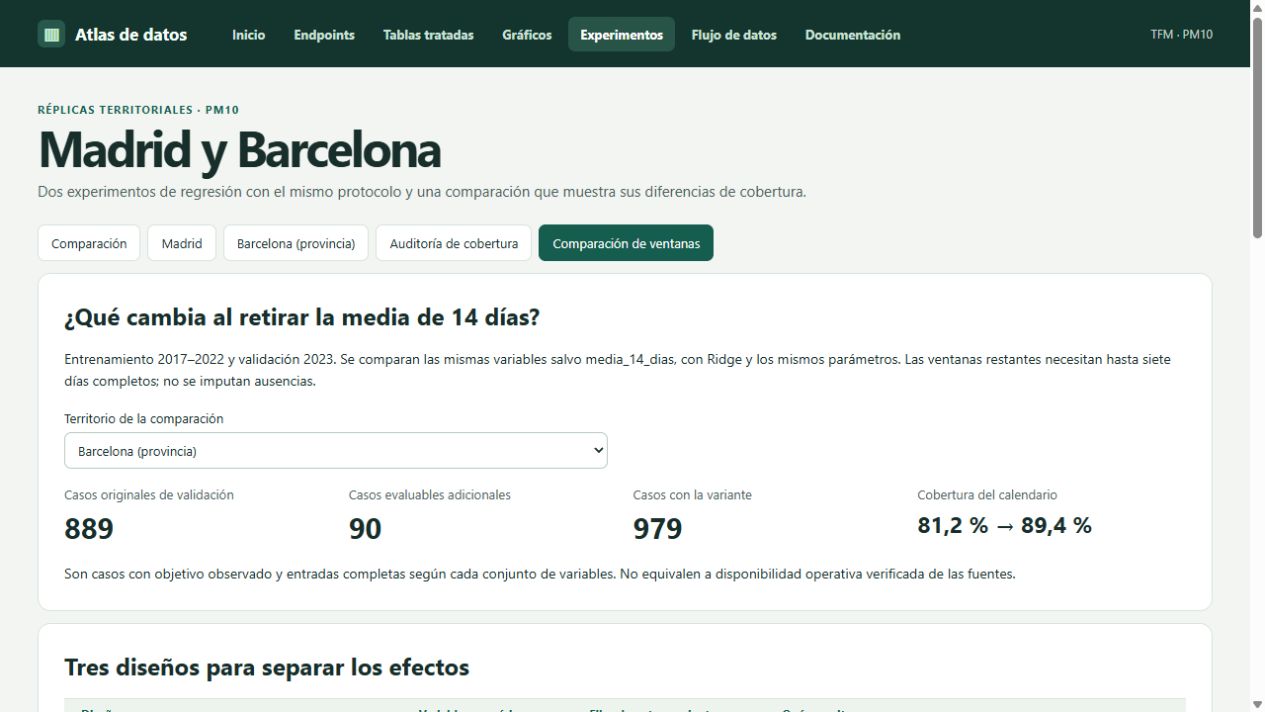 Atlas de datos
Inicio
Endpoints
Tablas tratadas
Gráficos
Experimentos
Flujo de datos
Documentación
TFM · PM10
RÉPLICAS TERRITORIALES · PM10
Madrid y Barcelona
Dos experimentos de regresión con el mismo protocolo y una comparación que muestra sus diferencias de cobertura.
Comparación
Madrid
Barcelona (provincia)
Auditoría de cobertura
Comparación de ventanas
¿Qué cambia al retirar la media de 14 días?
Entrenamiento 2017–2022 y validación 2023. Se comparan las mismas variables salvo media_14_dias, con Ridge y los mismos parámetros. Las ventanas restantes necesitan hasta siete
días completos; no se imputan ausencias.
Territorio de la comparación
Barcelona (provincia)
Casos originales de validación
889
Casos evaluables adicionales
90
Casos con la variante
979
Cobertura del calendario
81,2 % → 89,4 %
Son casos con objetivo observado y entradas completas según cada conjunto de variables. No equivalen a disponibilidad operativa verificada de las fuentes.
Tres diseños para separar los efectos